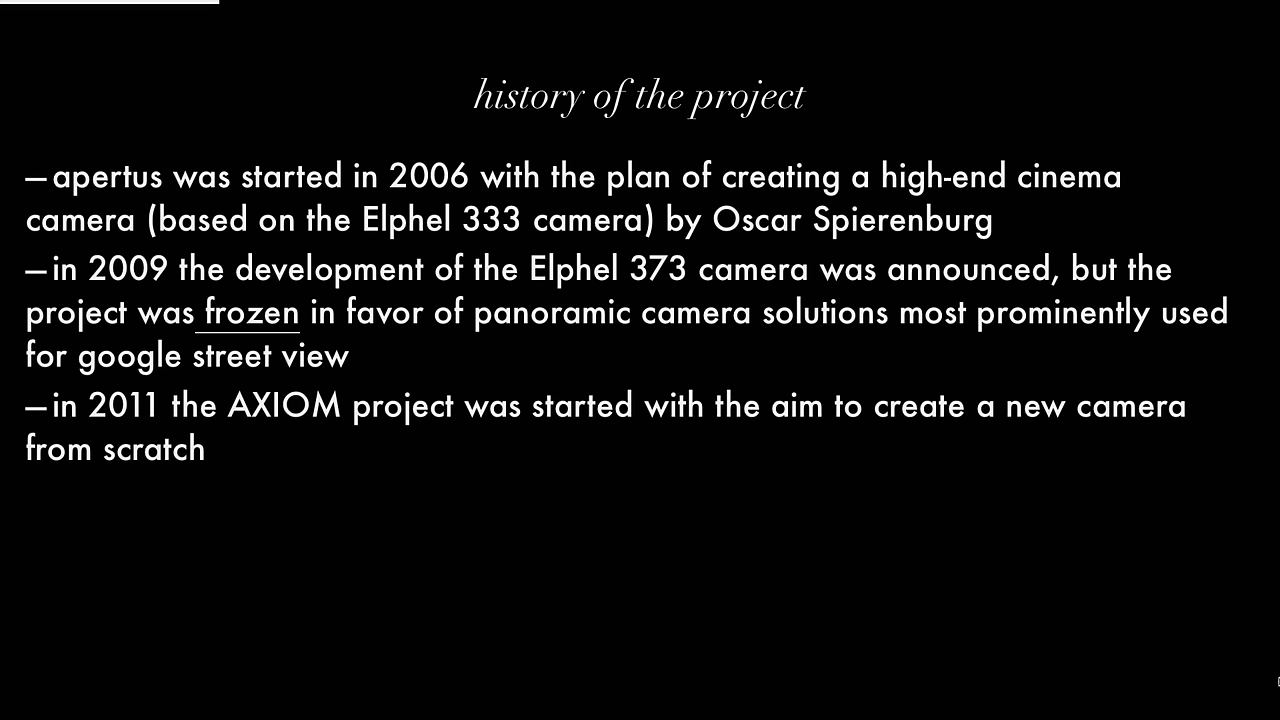 history of the project
—apertus was started in 2006 with the plan of creating a high-end cinema
camera (based on the Elphel 333 camera) by Oscar Spierenburg
—in 2009 the development of the Elphel 373 camera was announced, but the
project was frozen in favor of panoramic camera solutions most prominently used
for google street view
—in 2011 the AXIOM project was started with the aim to create a new camera
from scratch